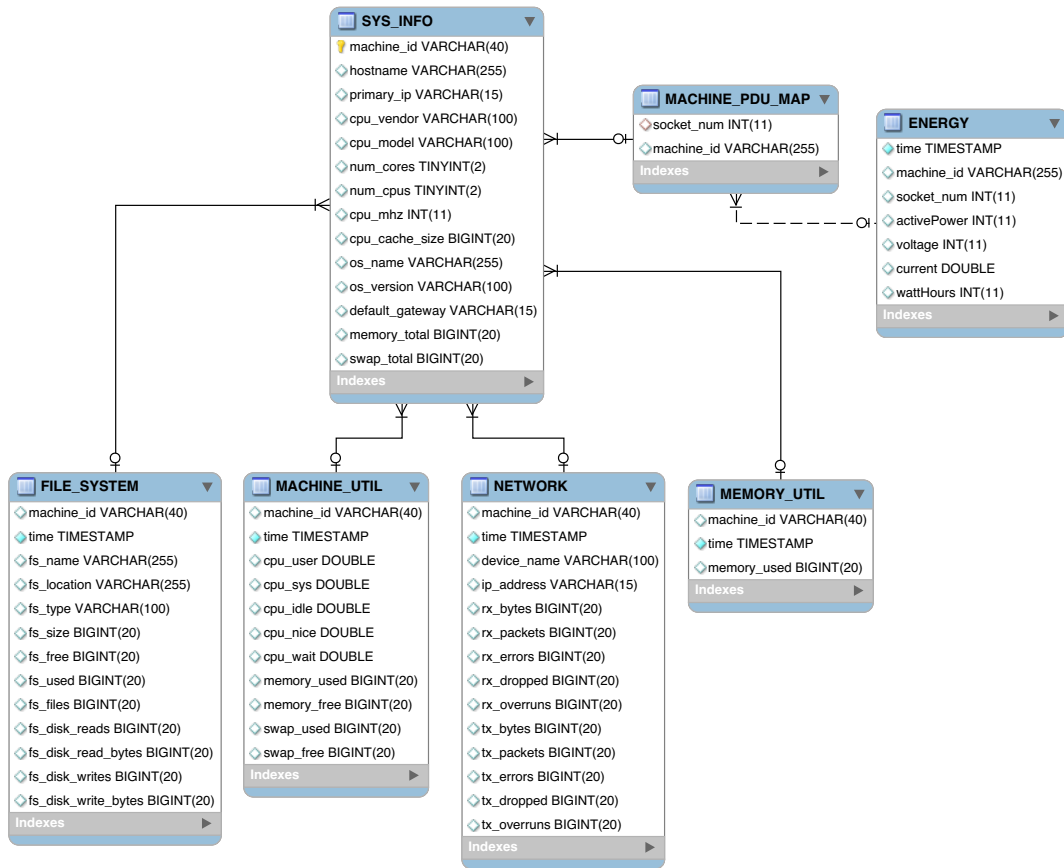 SYS_INFO
machine_id VARCHAR(40)
hostname VARCHAR(255)
primary_ip VARCHAR(15)
cpu_vendor VARCHAR(100)
cpu_model VARCHAR(100)
num_cores TINYINT(2)
num_cpus TINYINT(2)
cpu_mhz INT(11)
cpu_cache_size BIGINT(20)
os_name VARCHAR(255)
os_version VARCHAR(100)
default_gateway VARCHAR(15)
memory_total BIGINT(20)
swap_total BIGINT(20)
Indexes
MACHINE_PDU_MAP
socket_num INT(11)
machine_id VARCHAR(255)
Indexes
ENERGY
time TIMESTAMP
machine_id VARCHAR(255)
socket_num INT(11)
activePower INT(11)
voltage INT(11)
current DOUBLE
wattHours INT(11)
Indexes
FILE_SYSTEM
machine_id VARCHAR(40)
time TIMESTAMP
fs_name VARCHAR(255)
fs_location VARCHAR(255)
fs_type VARCHAR(100)
fs_size BIGINT(20)
fs_free BIGINT(20)
fs_used BIGINT(20)
fs_files BIGINT(20)
fs_disk_reads BIGINT(20)
fs_disk_read_bytes BIGINT(20)
fs_disk_writes BIGINT(20)
fs_disk_write_bytes BIGINT(20)
Indexes
MACHINE_UTIL
machine_id VARCHAR(40)
time TIMESTAMP
cpu_user DOUBLE
cpu_sys DOUBLE
cpu_idle DOUBLE
cpu_nice DOUBLE
cpu_wait DOUBLE
memory_used BIGINT(20)
memory_free BIGINT(20)
swap_used BIGINT(20)
swap_free BIGINT(20)
Indexes
NETWORK
machine_id VARCHAR(40)
time TIMESTAMP
device_name VARCHAR(100)
ip_address VARCHAR(15)
rx_bytes BIGINT(20)
rx_packets BIGINT(20)
rx_errors BIGINT(20)
rx_dropped BIGINT(20)
rx_overruns BIGINT(20)
tx_bytes BIGINT(20)
tx_packets BIGINT(20)
tx_errors BIGINT(20)
tx_dropped BIGINT(20)
tx_overruns BIGINT(20)
Indexes
MEMORY_UTIL
machine_id VARCHAR(40)
time TIMESTAMP
memory_used BIGINT(20)
Indexes